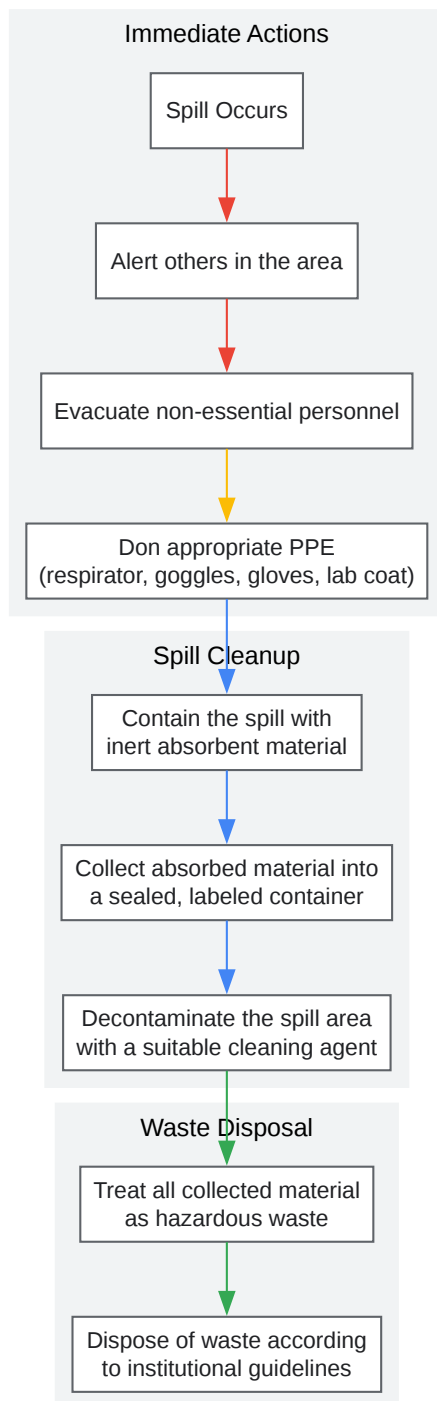 Immediate Actions
Spill Occurs
Alert others in the area
Evacuate non-essential personnel
Don appropriate PPE
(respirator, goggles, gloves, lab coat)
Spill Cleanup
Contain the spill with
inert absorbent material
Collect absorbed material into
a sealed, labeled container
Decontaminate the spill area
with a suitable cleaning agent
Waste Disposal
Treat all collected material
as hazardous waste
Dispose of waste according
to institutional guidelines